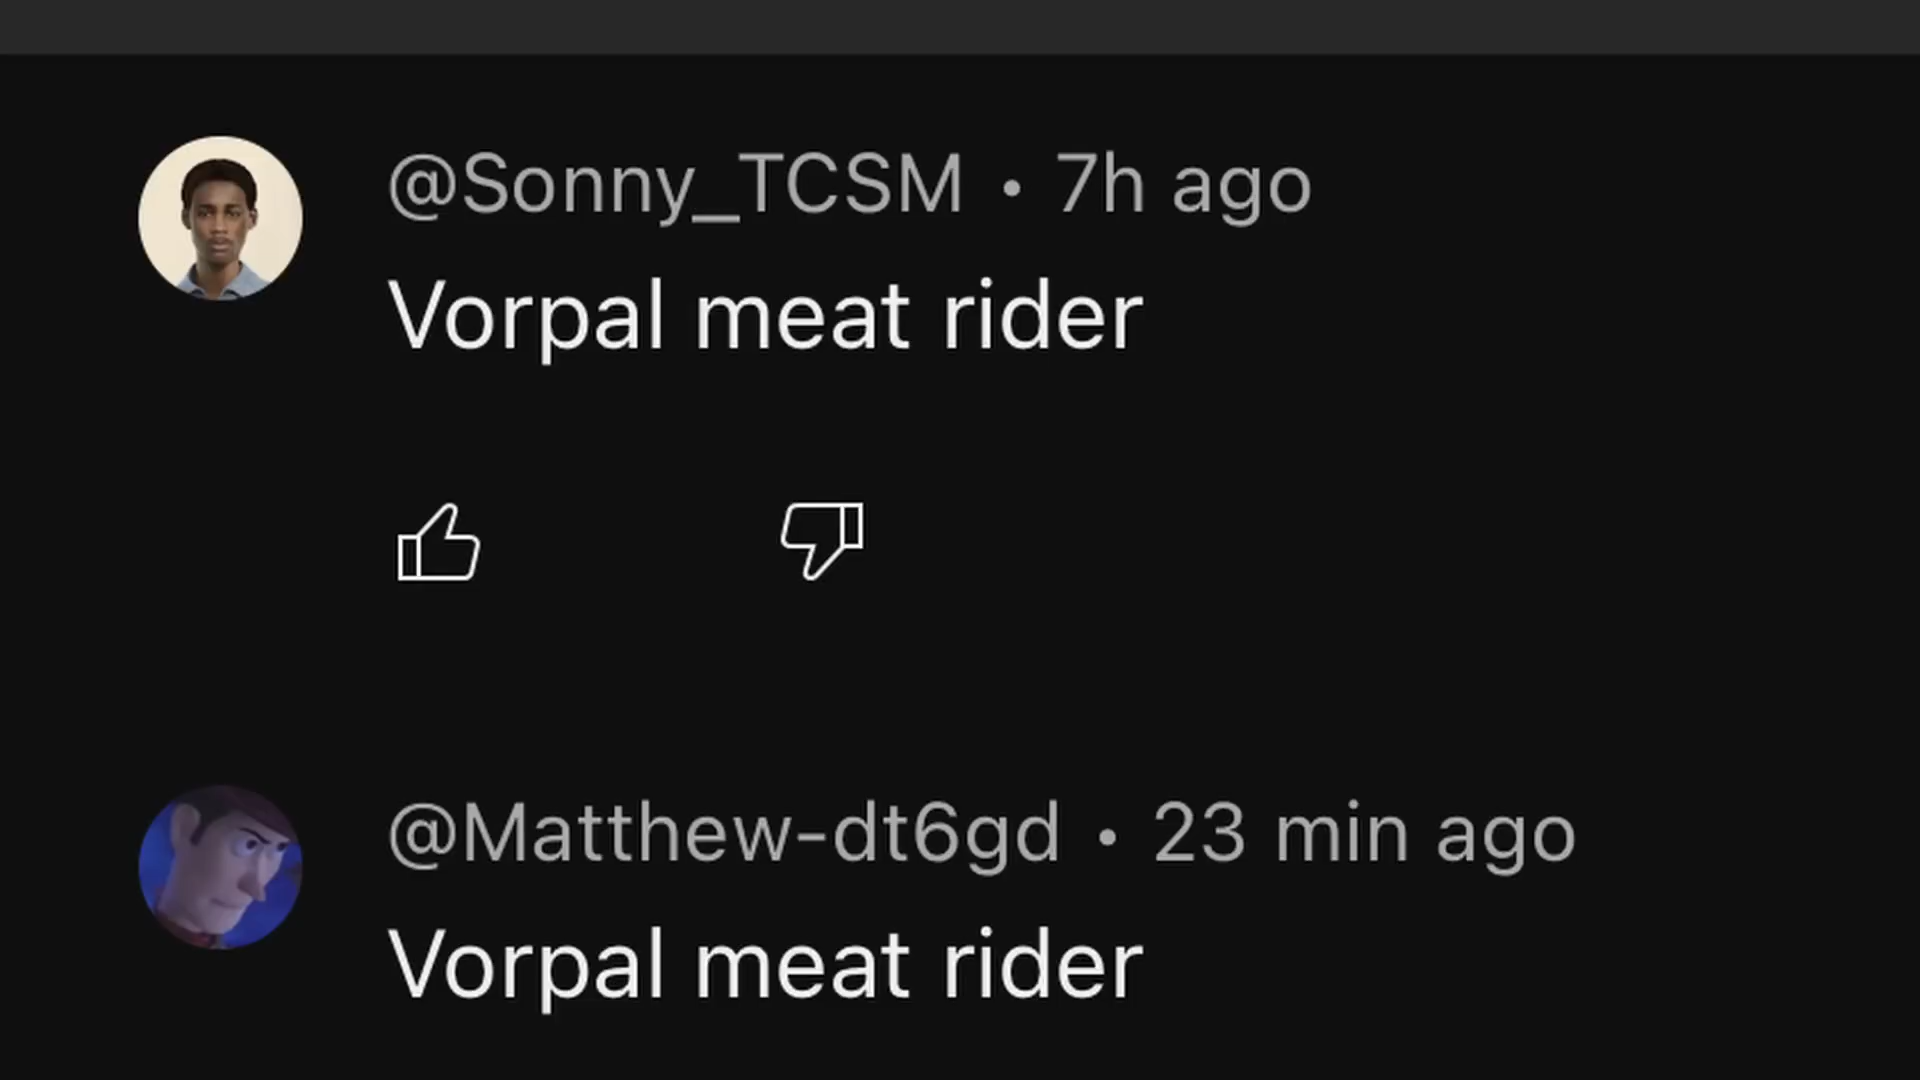 @Sonny_TCSM • 7h ago
Vorpal meat rider
@Matthew-dt6gd • 23 min ago
Vorpal meat rider